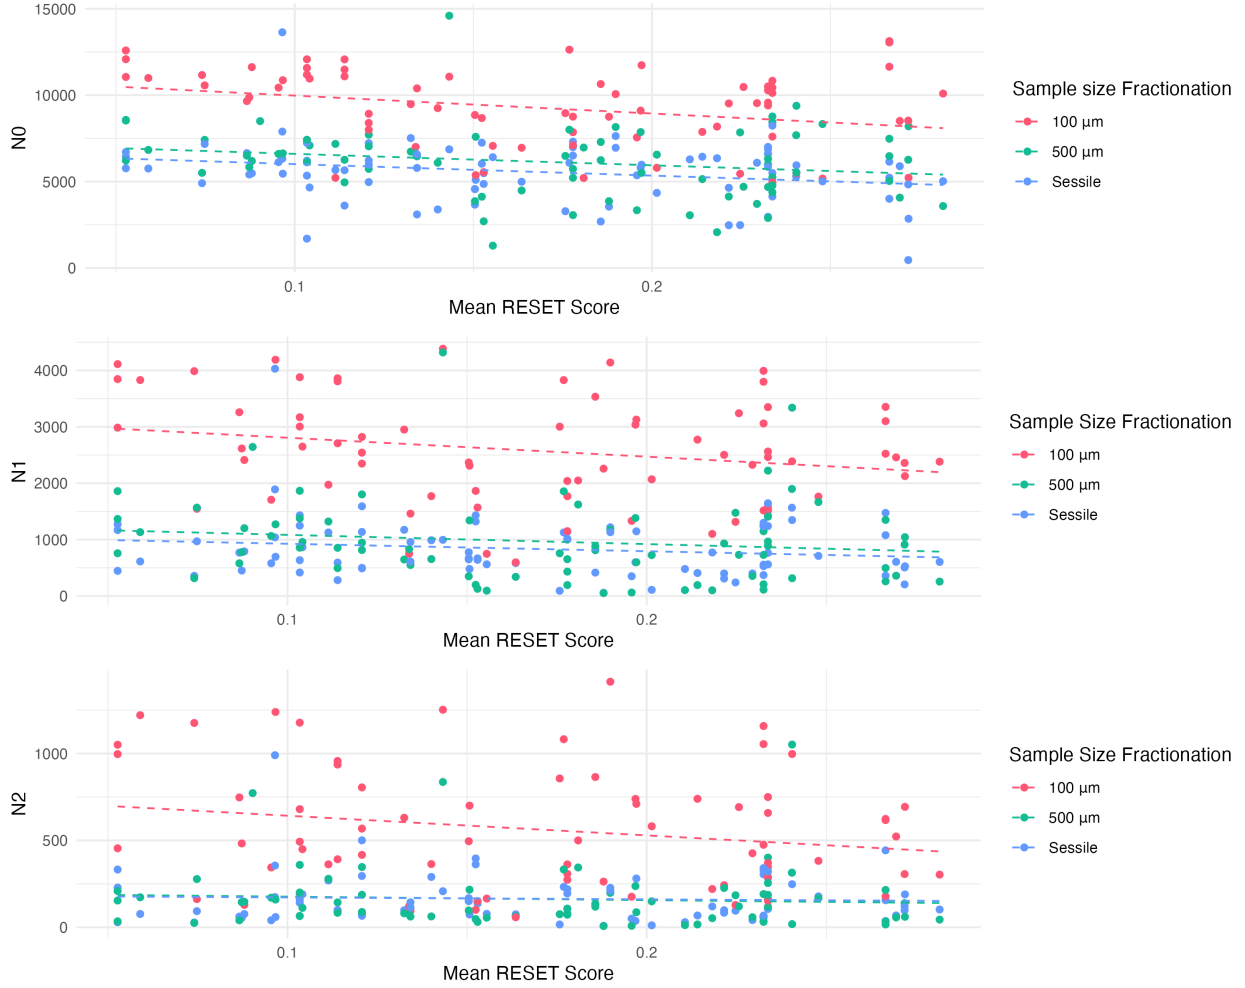 15000
10000
5000
0
N0
0.1
0.2
Mean RESET Score
Sample size Fractionation
100 µm
500 µm
Sessile
4000
3000
2000
1000
0
N1
0.1
0.2
Mean RESET Score
Sample Size Fractionation
100 µm
500 µm
Sessile
1000
500
0
N2
0.1
0.2
Mean RESET Score
Sample Size Fractionation
100 µm
500 µm
Sessile